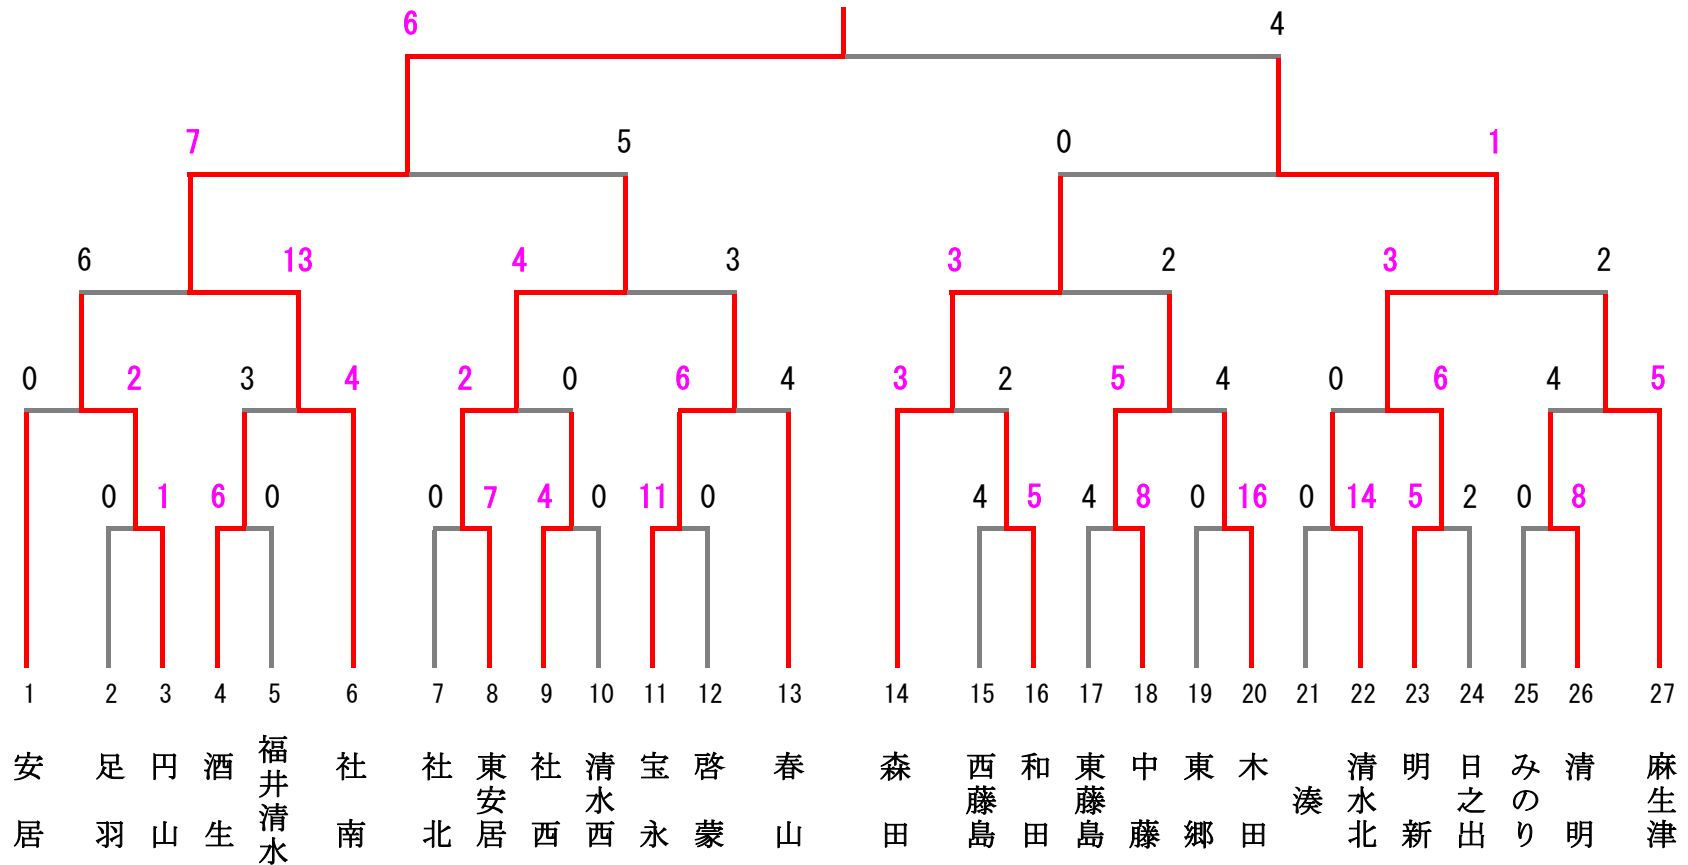 6 4
7 5 0 1
6 13 4 3 3 2 3 2
0 2 3 4 2 0 6 4 3 2 5 4 0 6 4 5
0 1 6 0 0 7 4 0 11 0 4 5 4 8 0 16 0 14 5 2 0 8
1 2 3 4 5 6 7 8 9 10 11 12 13 14 15 16 17 18 19 20 21 22 23 24 25 26 27
安居
足羽
円山
酒生
福井清水
社南
社北
東安居
社西
清水西
宝永
啓蒙
春山
森田
西藤島
和田
東藤島
中藤
東郷
木田
湊
清水北
明新
日之出
みのり
清明
麻生津